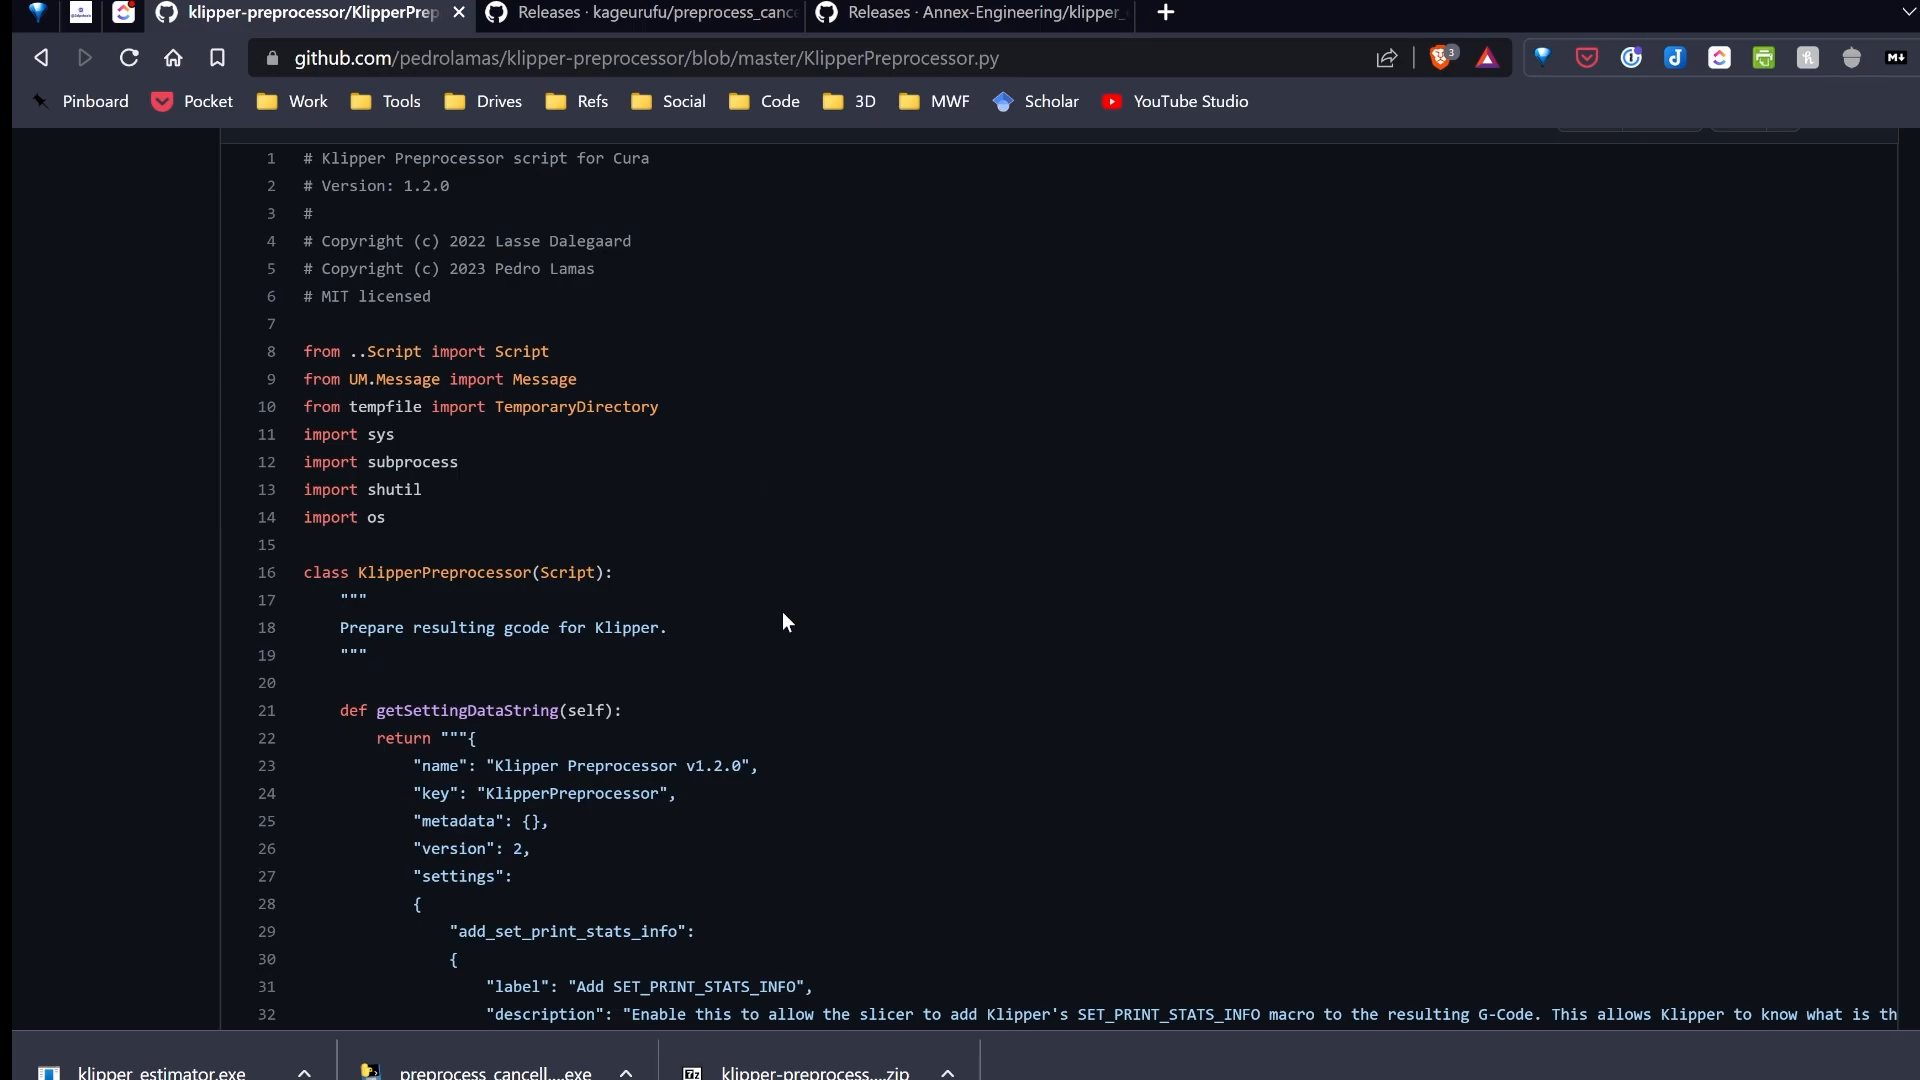 klipper-preprocessor/KlipperPrep
Releases · kageurufu/preprocess_cance
Releases · Annex-Engineering/klipper_
github.com/pedrolamas/klipper-preprocessor/blob/master/KlipperPreprocessor.py
3
M
Pinboard Pocket Work Tools Drives Refs Social Code 3D MWF Scholar YouTube Studio
1 # Klipper Preprocessor script for Cura
2 # Version: 1.2.0
3 #
4 # Copyright (c) 2022 Lasse Dalegaard
5 # Copyright (c) 2023 Pedro Lamas
6 # MIT licensed
7
8 from ..Script import Script
9 from UM.Message import Message
10 from tempfile import TemporaryDirectory
11 import sys
12 import subprocess
13 import shutil
14 import os
15
16 class KlipperPreprocessor(Script):
17 """
18 Prepare resulting gcode for Klipper.
19 """
20
21 def getSettingDataString(self):
22 return """{
23 "name": "Klipper Preprocessor v1.2.0",
24 "key": "KlipperPreprocessor",
25 "metadata": {},
26 "version": 2,
27 "settings":
28 {
29 "add_set_print_stats_info":
30 {
31 "label": "Add SET_PRINT_STATS_INFO",
32 "description": "Enable this to allow the slicer to add Klipper's SET_PRINT_STATS_INFO macro to the resulting G-Code. This allows Klipper to know what is th
klipper_estimator.exe
preprocess_cancell....exe
7z klipper-preprocess....zip